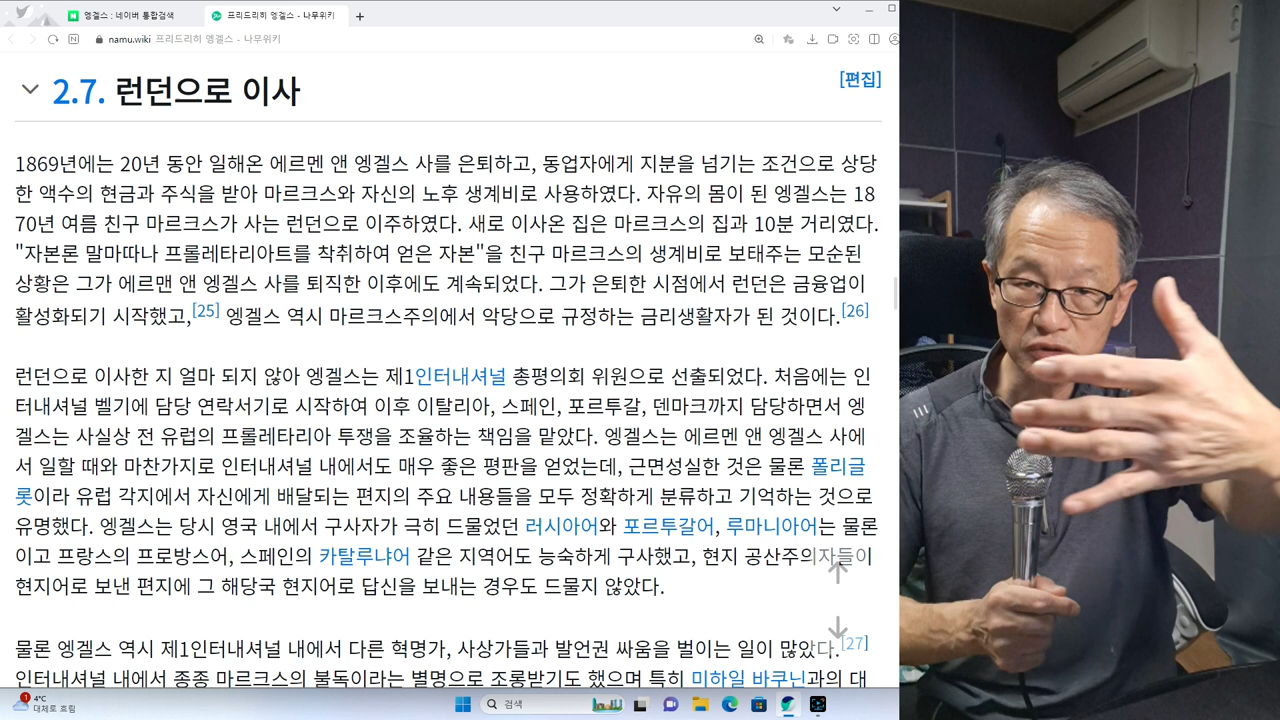 엥겔스 : 네이버 통합검색
프리드리히 엥겔스 - 나무위키
namu.wiki 프리드리히 엥겔스 - 나무위키
2.7. 런던으로 이사
[편집]
1869년에는 20년 동안 일해온 에르멘 앤 엥겔스 사를 은퇴하고, 동업자에게 지분을 넘기는 조건으로 상당
한 액수의 현금과 주식을 받아 마르크스와 자신의 노후 생계비로 사용하였다. 자유의 몸이 된 엥겔스는 18
70년 여름 친구 마르크스가 사는 런던으로 이주하였다. 새로 이사온 집은 마르크스의 집과 10분 거리였다.
"자본론 말마따나 프롤레타리아트를 착취하여 얻은 자본"을 친구 마르크스의 생계비로 보태주는 모순된
상황은 그가 에르맨 앤 엥겔스 사를 퇴직한 이후에도 계속되었다. 그가 은퇴한 시점에서 런던은 금융업이
활성화되기 시작했고,[25] 엥겔스 역시 마르크스주의에서 악당으로 규정하는 금리생활자가 된 것이다.[26]
런던으로 이사한 지 얼마 되지 않아 엥겔스는 제1인터내셔널 총평의회 위원으로 선출되었다. 처음에는 인
터내셔널 벨기에 담당 연락서기로 시작하여 이후 이탈리아, 스페인, 포르투갈, 덴마크까지 담당하면서 엥
겔스는 사실상 전 유럽의 프롤레타리아 투쟁을 조율하는 책임을 맡았다. 엥겔스는 에르멘 앤 엥겔스 사에
서 일할 때와 마찬가지로 인터내셔널 내에서도 매우 좋은 평판을 얻었는데, 근면성실한 것은 물론 폴리글
롯이라 유럽 각지에서 자신에게 배달되는 편지의 주요 내용들을 모두 정확하게 분류하고 기억하는 것으로
유명했다. 엥겔스는 당시 영국 내에서 구사자가 극히 드물었던 러시아어와 포르투갈어, 루마니아어는 물론
이고 프랑스의 프로방스어, 스페인의 카탈루냐어 같은 지역어도 능숙하게 구사했고, 현지 공산주의자들이
현지어로 보낸 편지에 그 해당국 현지어로 답신을 보내는 경우도 드물지 않았다.
물론 엥겔스 역시 제1인터내셔널 내에서 다른 혁명가, 사상가들과 발언권 싸움을 벌이는 일이 많았다.[27]
인터내셔널 내에서 종종 마르크스의 불독이라는 별명으로 조롱받기도 했으며 특히 미하일 바쿠닌과의 대
1
4°C
대체로 흐림
검색